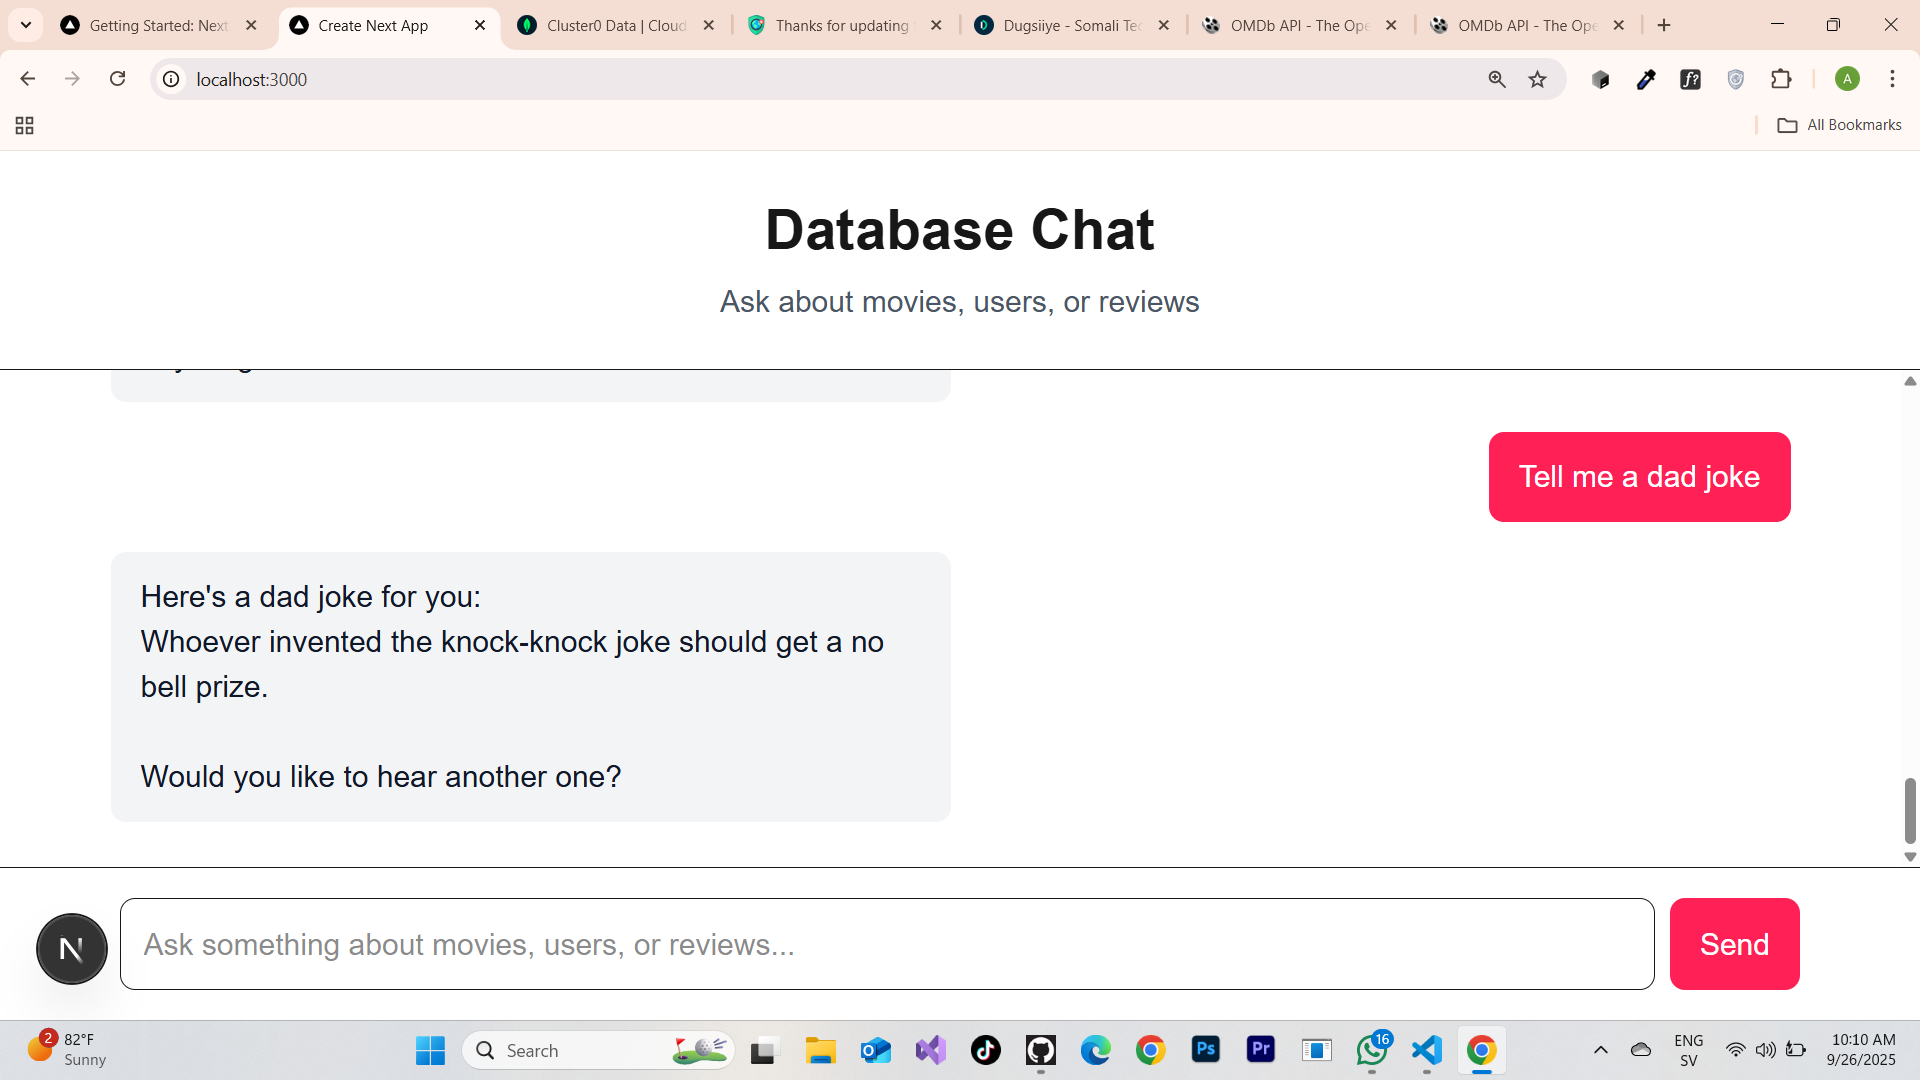 Getting Started: Next
Create Next App
Cluster0 Data | Cloud
Thanks for updating
Dugsiiye - Somali Tec
OMDb API - The Ope
OMDb API - The Ope
localhost:3000
f?
A
All Bookmarks
Database Chat
Ask about movies, users, or reviews
Tell me a dad joke
Here's a dad joke for you:
Whoever invented the knock-knock joke should get a no
bell prize.
Would you like to hear another one?
N
Ask something about movies, users, or reviews...
Send
2
82°F
Sunny
Search
Ps
Pr
16
ENG
SV
10:10 AM
9/26/2025